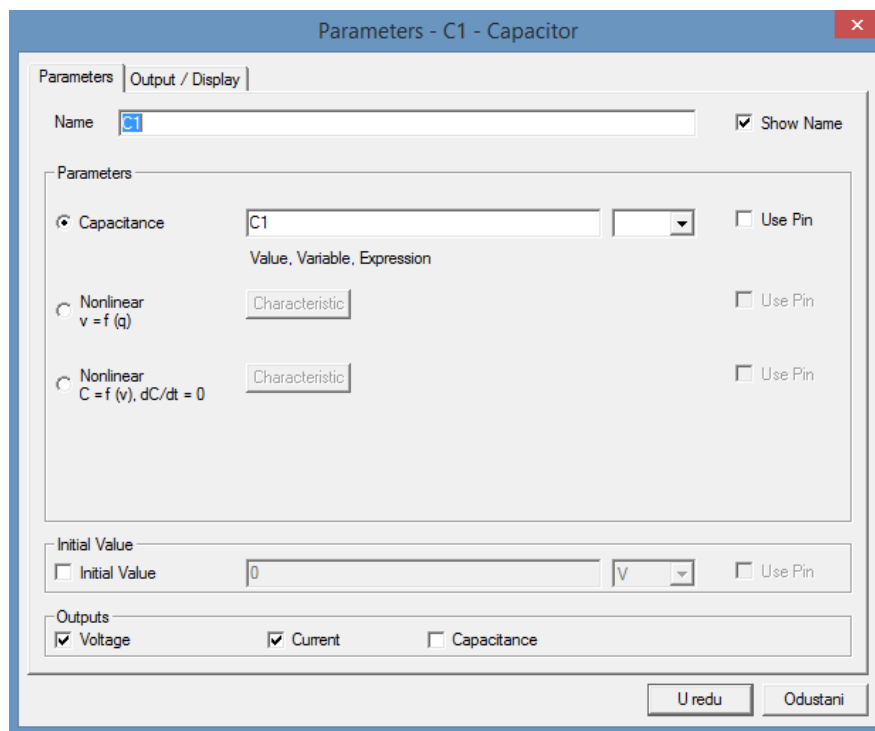 Parameters - C1 - Capacitor
Parameters Output / Display
Name C1 Show Name
Parameters
Capacitance C1 Use Pin
Value, Variable, Expression
Nonlinear
v = f (q)
Characteristic Use Pin
Nonlinear
C = f (v), dC/dt = 0
Characteristic Use Pin
Initial Value
Initial Value 0 V Use Pin
Outputs
Voltage Current Capacitance
U redu Odustani